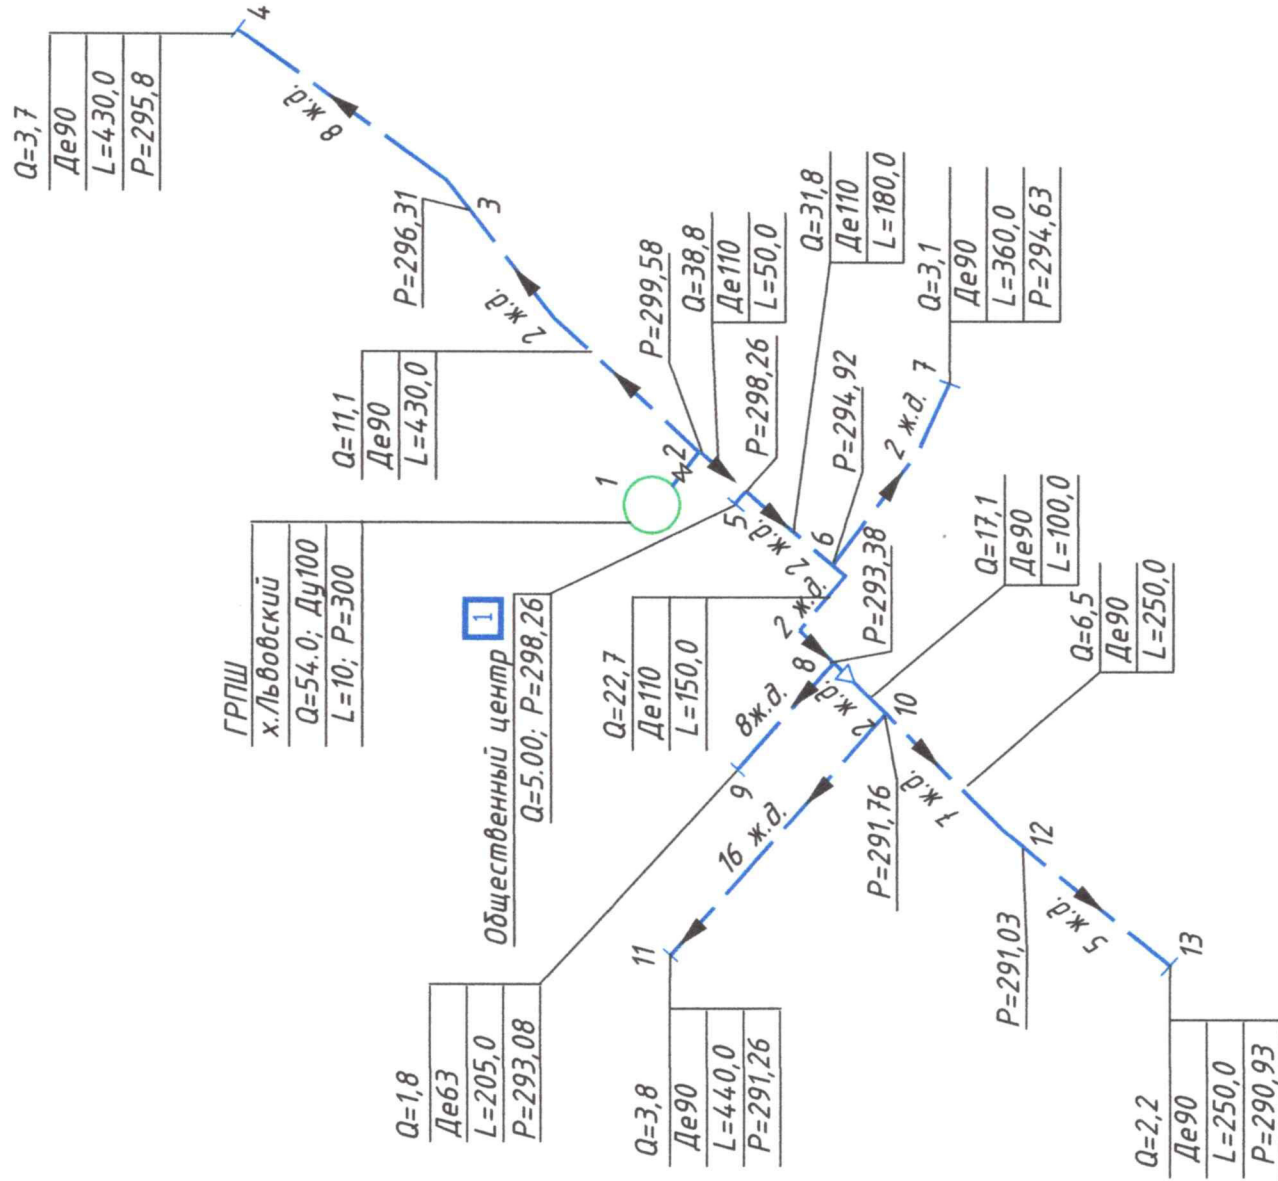 Q=3,7
Де90
L=430,0
P=295,8
4
8 ж.д.
P=296,31
3
2 ж.д.
Q=11,1
Де90
L=430,0
P=299,58
Q=38,8
Де110
L=50,0
P=298,26
Q=31,8
Де110
L=180,0
Q=3,1
Де90
L=360,0
P=294,63
7
2 ж.д.
P=294,92
ГРПШ
х.Львовский
Q=54.0; Ду100
L=10; P=300
1
2
1
Общественный центр
Q=5.00; P=298,26
5
2 ж.д.
6
Q=22,7
Де110
L=150,0
2 ж.д.
P=293,38
8
2 ж.д.
Q=17,1
Де90
L=100,0
10
Q=6,5
Де90
L=250,0
8ж.д.
9
Q=1,8
Де63
L=205,0
P=293,08
16 ж.д.
11
Q=3,8
Де90
L=440,0
P=291,26
P=291,76
7 ж.д.
12
P=291,03
5 ж.д.
13
Q=2,2
Де90
L=250,0
P=290,93